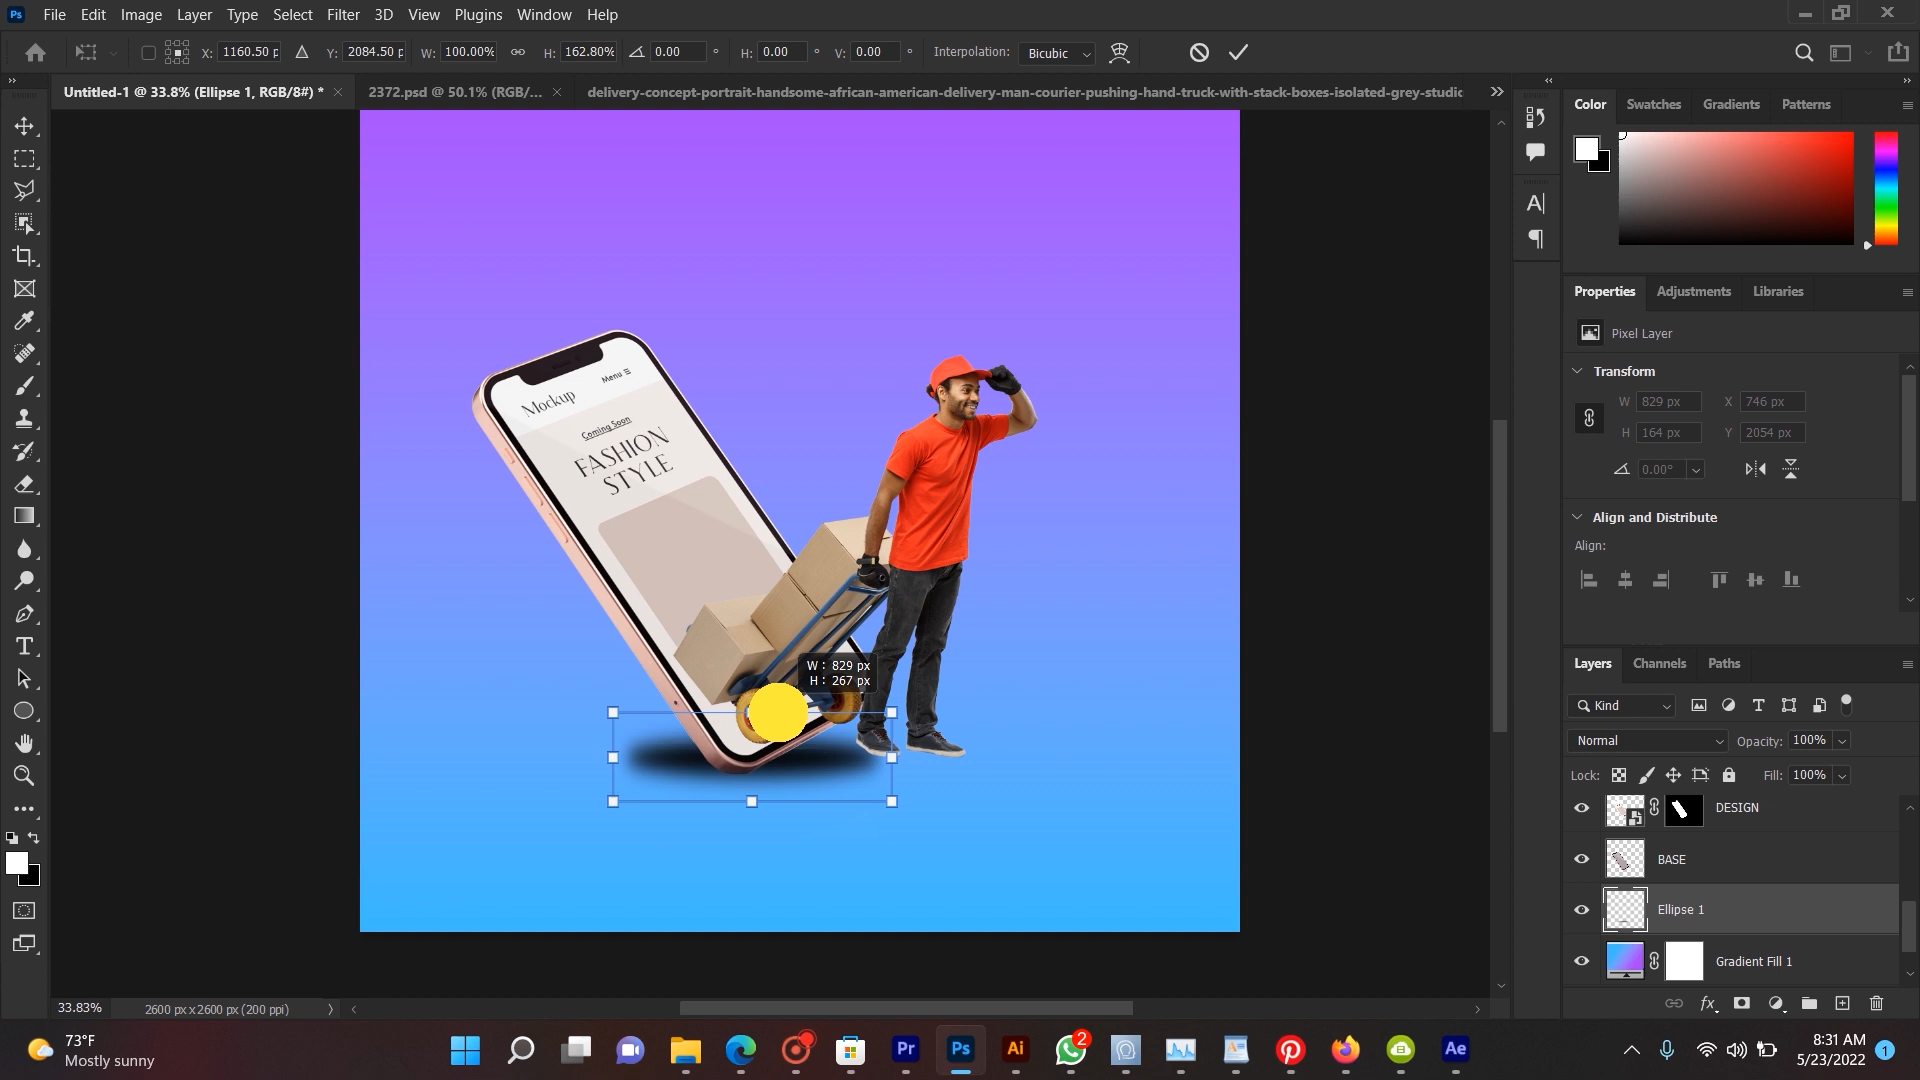 Ps File Edit Image Layer Type Select Filter 3D View Plugins Window Help
X: 1160.50 p Y: 2084.50 p W: 100.00% H: 162.80% 0.00 ° H: 0.00 ° V: 0.00 ° Interpolation: Bicubic
Untitled-1 @ 33.8% (Ellipse 1, RGB/8#) * × 2372.psd @ 50.1% (RGB/... × delivery-concept-portrait-handsome-african-american-delivery-man-courier-pushing-hand-truck-with-stack-boxes-isolated-grey-studio
Color Swatches Gradients Patterns
Properties Adjustments Libraries
Pixel Layer
Transform
W 829 px X 746 px
H 164 px Y 2054 px
0.00°
Align and Distribute
Align:
Menu
Mockup
Coming Soon
FASHION
STYLE
W : 829 px
H : 267 px
Layers Channels Paths
Kind
Normal Opacity: 100%
Lock: Fill: 100%
DESIGN
BASE
Ellipse 1
Gradient Fill 1
33.83% 2600 px x 2600 px (200 ppi)
73°F
Mostly sunny
Pr Ps Ai 2 Ae
8:31 AM
5/23/2022 1